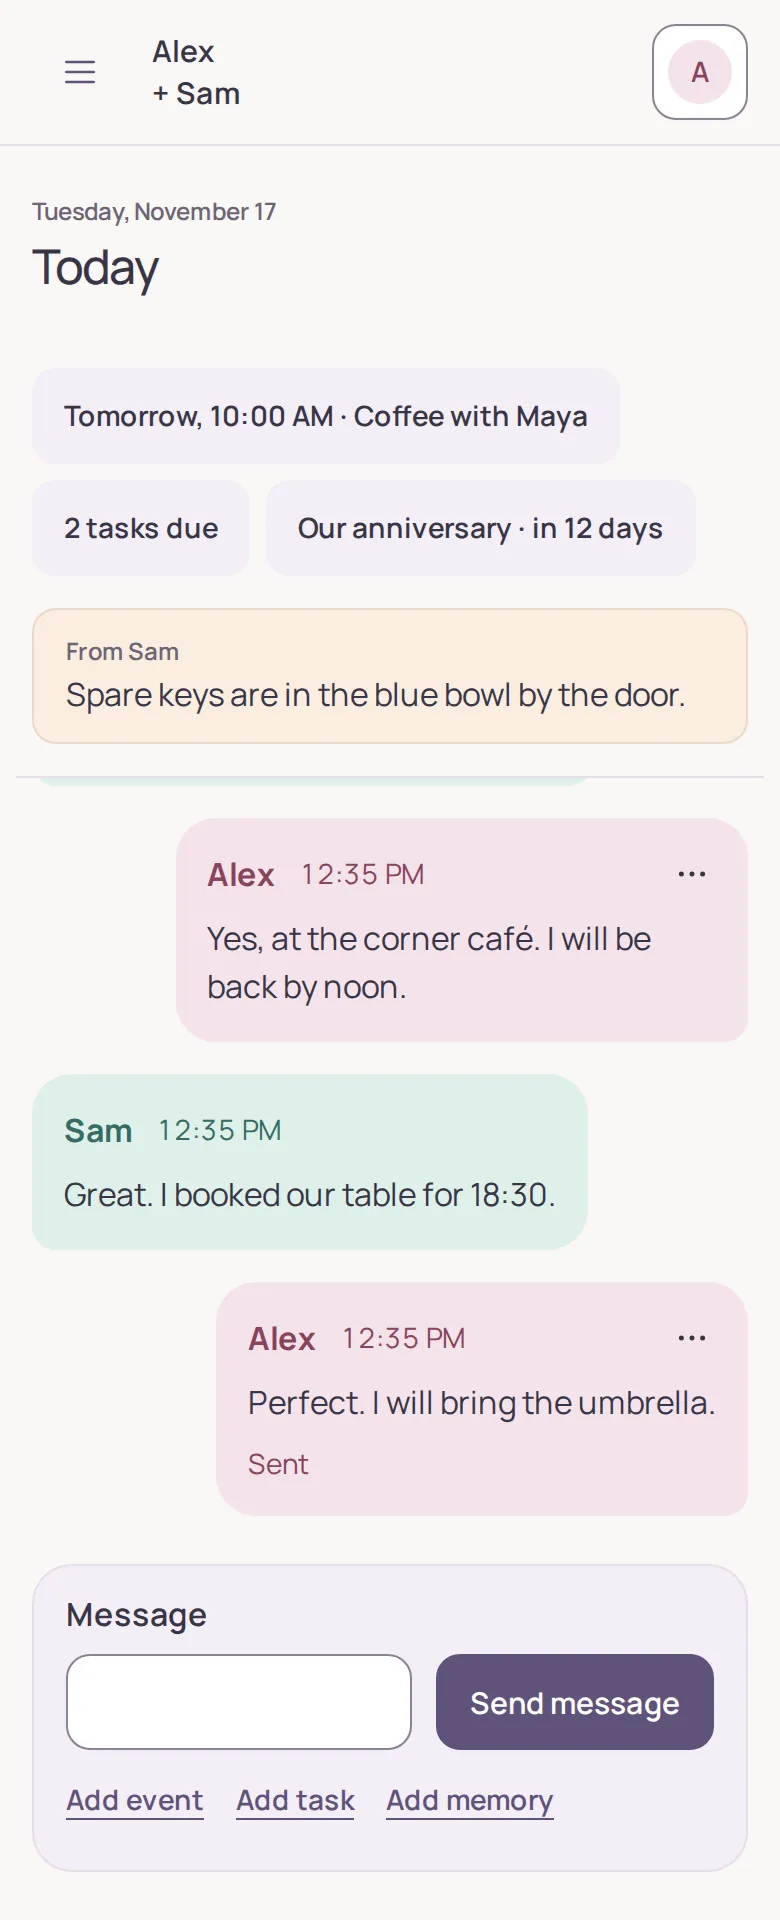 Alex
+ Sam
A
Tuesday, November 17
Today
Tomorrow, 10:00 AM · Coffee with Maya
2 tasks due
Our anniversary · in 12 days
From Sam
Spare keys are in the blue bowl by the door.
Alex 12:35 PM
Yes, at the corner café. I will be
back by noon.
Sam 12:35 PM
Great. I booked our table for 18:30.
Alex 12:35 PM
Perfect. I will bring the umbrella.
Sent
Message
Send message
Add event Add task Add memory